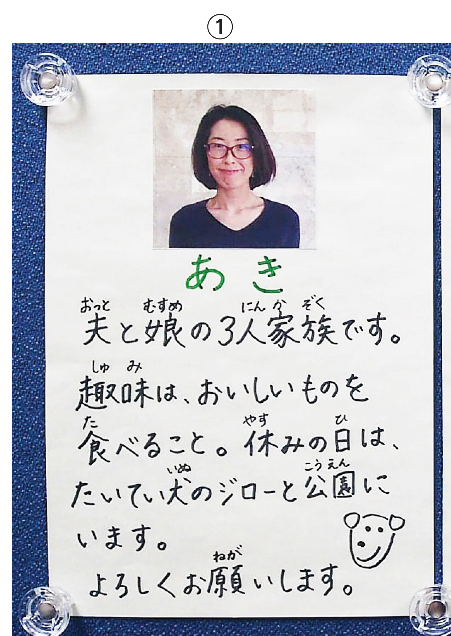 ①
あき
夫と娘の3人家族です。
趣味は、おいしいものを
食べること。休みの日は、
たいてい犬のジローと公園に
います。
よろしくお願いします。